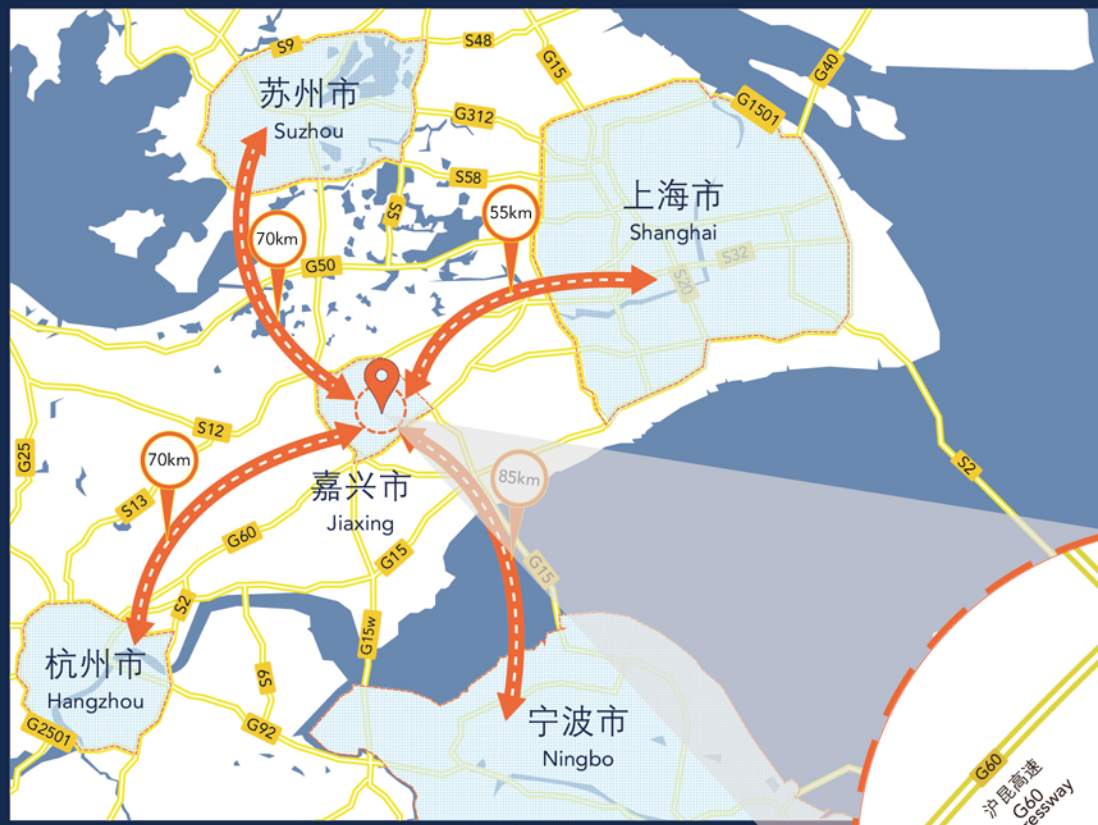 S9
S48
G15
G40
苏州市
Suzhou
G312
G1501
S58
上海市
Shanghai
S5
55km
70km
G50
S32
S20
S12
G25
70km
S13
嘉兴市
Jiaxing
85km
S2
G60
G15
G15
S2
G15w
杭州市
Hangzhou
S9
G2501
G92
宁波市
Ningbo
G60
沪昆高速
G60
ressway